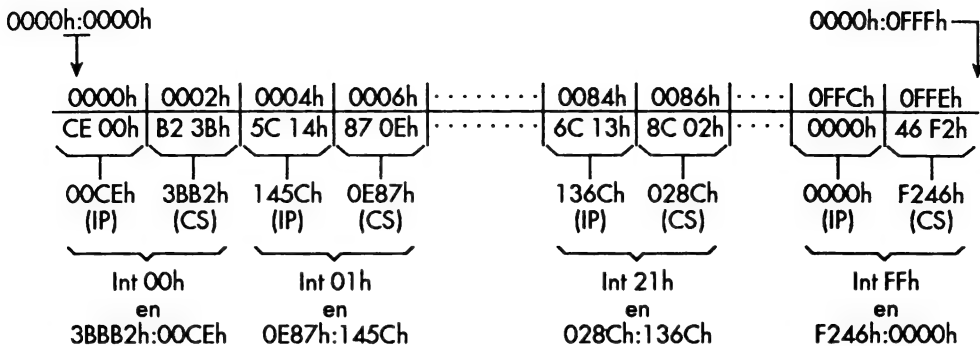 0000h:0000h 0000h:0FFFh
0000h 0002h 0004h 0006h ········ 0084h 0086h ···· 0FFCh 0FFEh
CE 00h B2 3Bh 5C 14h 87 0Eh ········ 6C 13h 8C 02h ···· 0000h 46 F2h
00CEh 3BB2h 145Ch 0E87h 136Ch 028Ch 0000h F246h
(IP) (CS) (IP) (CS) (IP) (CS) (IP) (CS)
Int 00h Int 01h Int 21h Int FFh
en en en en
3BBB2h:00CEh 0E87h:145Ch 028Ch:136Ch F246h:0000h